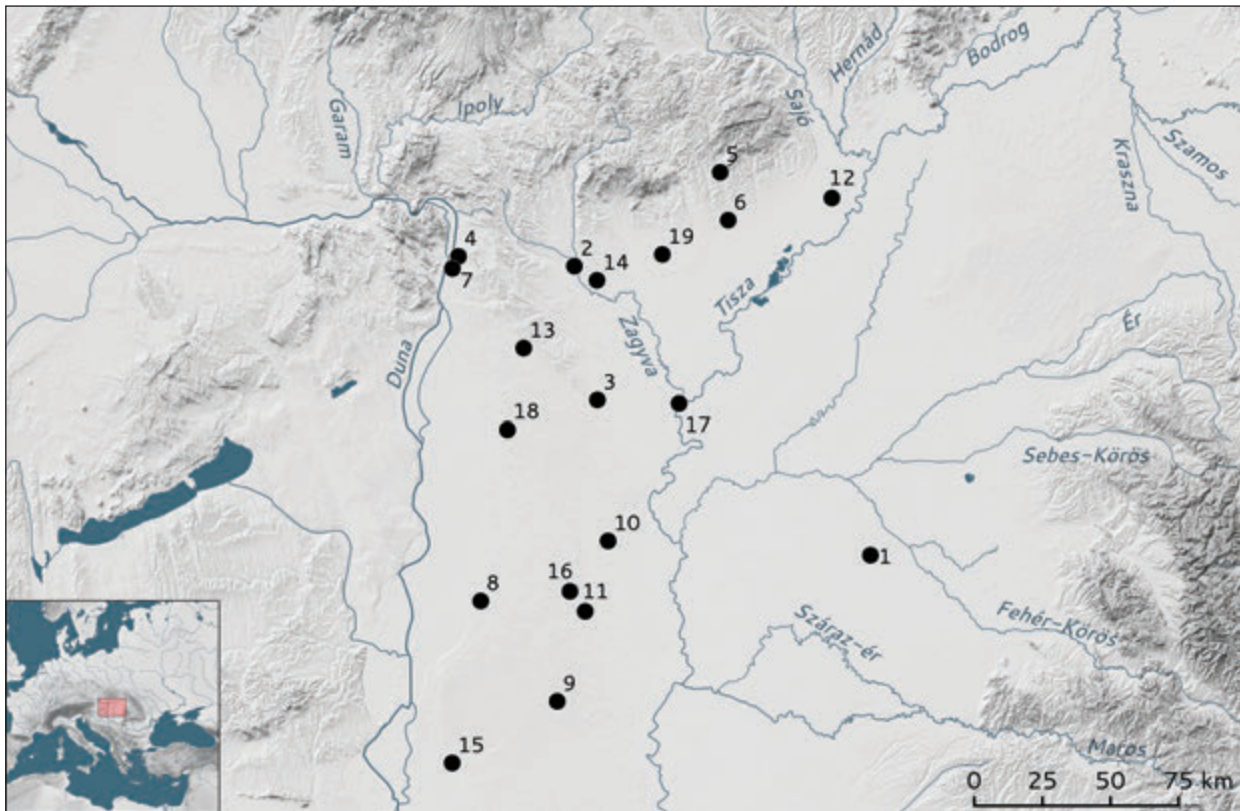 Garam
Ipoly
Sajó
Hernád
Bodrog
Kraszna
Szamos
5
12
6
4
7
2
14
19
Tisza
Ér
13
Duna
Zagyva
3
17
18
Sebes-Körös
10
1
16
11
8
Száraz-ér
Fehér-Körös
9
15
Maros
0 25 50 75 km